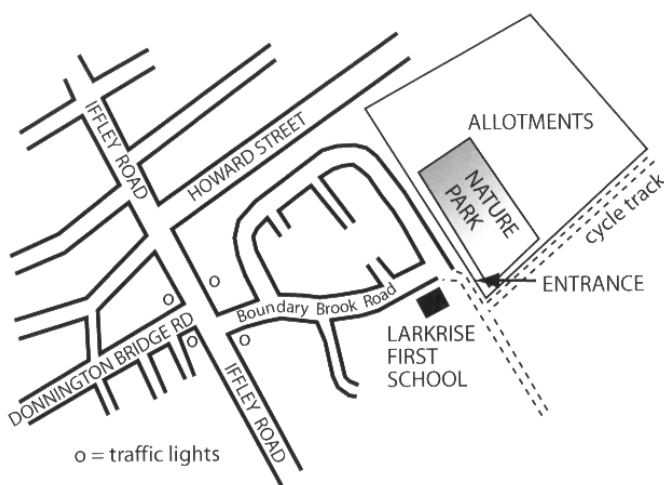 IFFLEY ROAD
HOWARD STREET
ALLOTMENTS
NATURE
PARK
cycle track
ENTRANCE
Boundary Brook Road
LARKRISE
FIRST
SCHOOL
DONNINGTON BRIDGE RD
IFFLEY ROAD
o
o
o
o
o = traffic lights